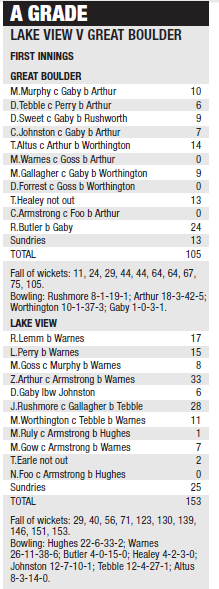 A GRADE
LAKE VIEW V GREAT BOULDER
FIRST INNINGS
GREAT BOULDER
M.Murphy c Gaby b Arthur 10
D.Tebble c Perry b Arthur 6
D.Sweet c Gaby b Rushworth 9
C.Johnston c Gaby b Arthur 7
T.Altus c Arthur b Worthington 14
M.Warnes c Goss b Arthur 0
M.Gallagher c Gaby b Worthington 9
D.Forrest c Goss b Worthington 0
T.Healey not out 13
C.Armstrong c Foo b Arthur 0
R.Butler b Gaby 24
Sundries 13
TOTAL 105
Fall of wickets: 11, 24, 29, 44, 44, 64, 64, 67,
75, 105.
Bowling: Rushmore 8-1-19-1; Arthur 18-3-42-5;
Worthington 10-1-37-3; Gaby 1-0-3-1.
LAKE VIEW
R.Lemm b Warnes 17
L.Perry b Warnes 15
M.Goss c Murphy b Warnes 8
Z.Arthur c Armstrong b Warnes 33
D.Gaby lbw Johnston 6
J.Rushmore c Gallagher b Tebble 28
M.Worthington c Tebble b Warnes 11
M.Ruly c Armstrong b Hughes 1
M.Gow c Armstrong b Warnes 7
T.Earle not out 2
N.Foo c Armstrong b Hughes 0
Sundries 25
TOTAL 153
Fall of wickets: 29, 40, 56, 71, 123, 130, 139,
146, 151, 153.
Bowling: Hughes 22-6-33-2; Warnes
26-11-38-6; Butler 4-0-15-0; Healey 4-2-3-0;
Johnston 12-7-10-1; Tebble 12-4-27-1; Altus
8-3-14-0.